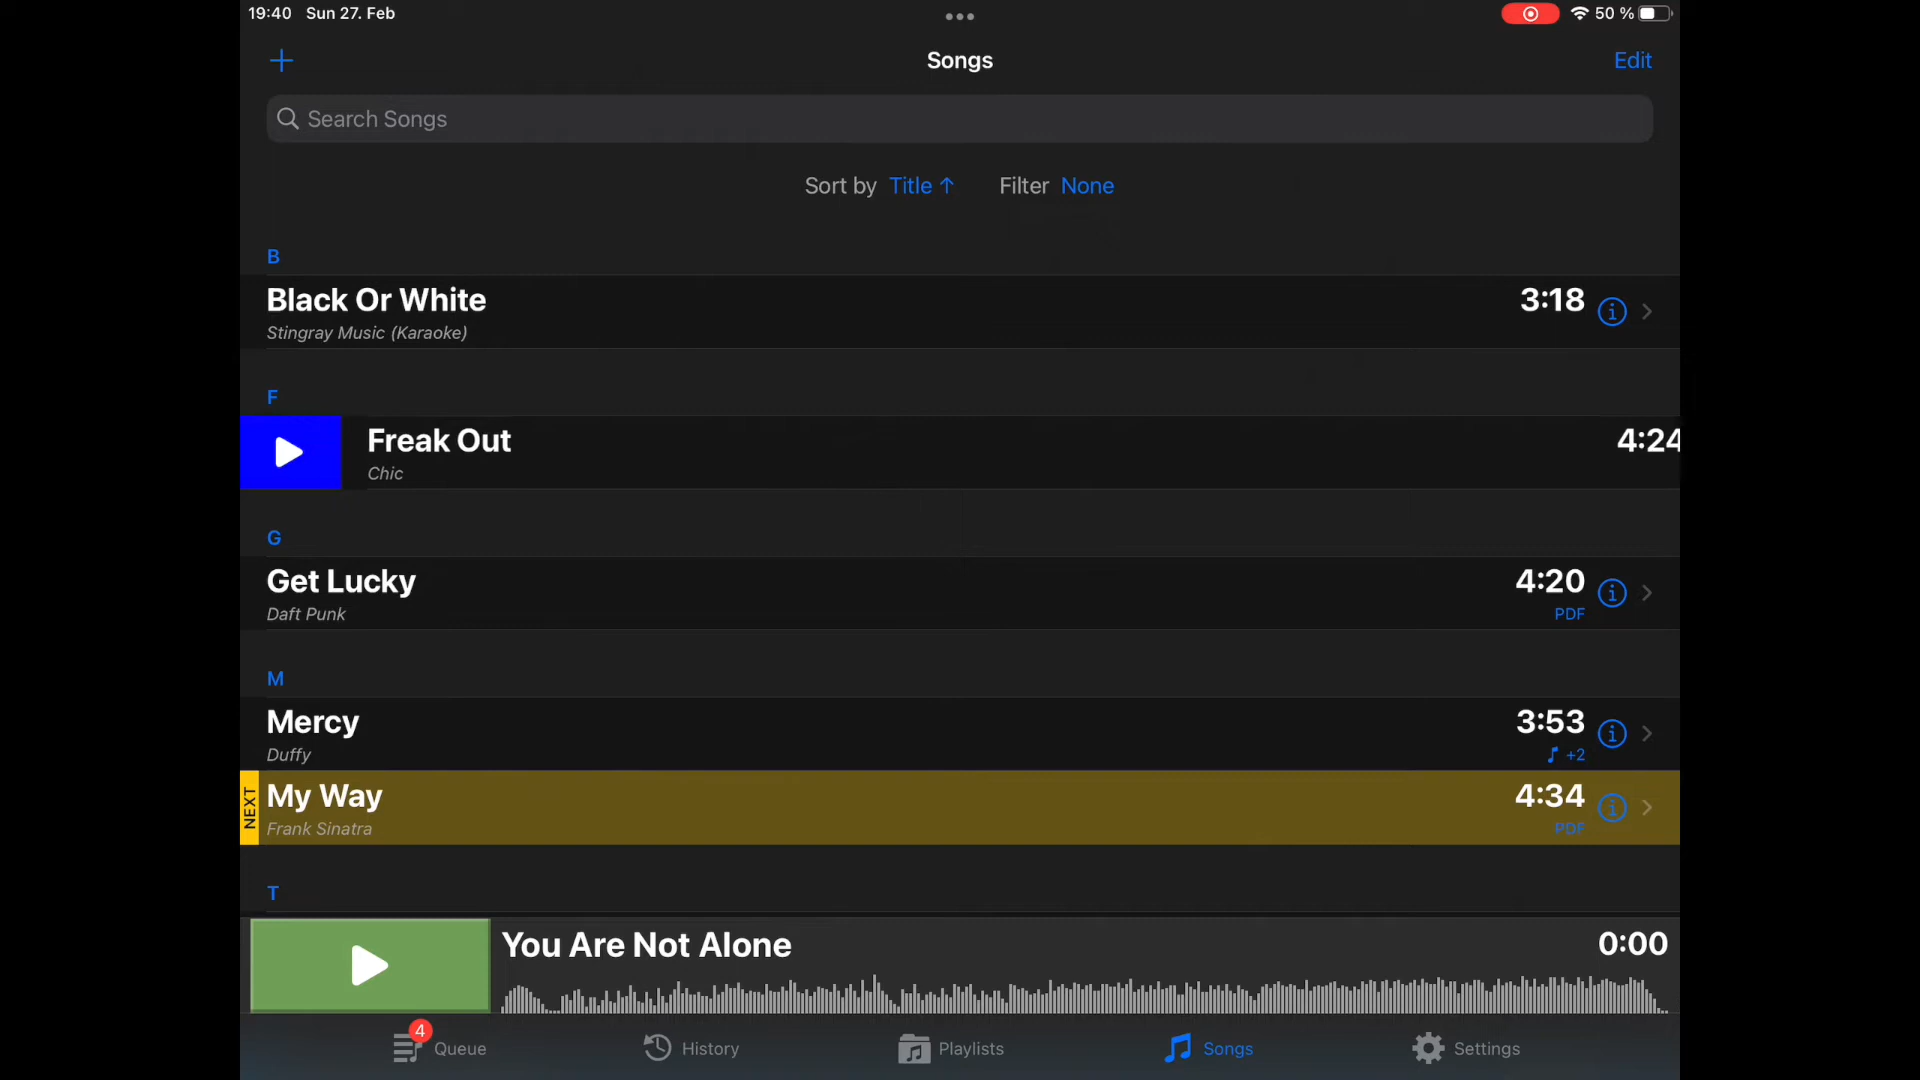 19:40 Sun 27. Feb
50 %
Songs
Edit
Search Songs
Sort by Title ↑ Filter None
B
Black Or White 3:18
Stingray Music (Karaoke)
F
Freak Out 4:24
Chic
G
Get Lucky 4:20
Daft Punk PDF
M
Mercy 3:53
Duffy +2
NEXT
My Way 4:34
Frank Sinatra PDF
T
You Are Not Alone 0:00
4
Queue History Playlists Songs Settings